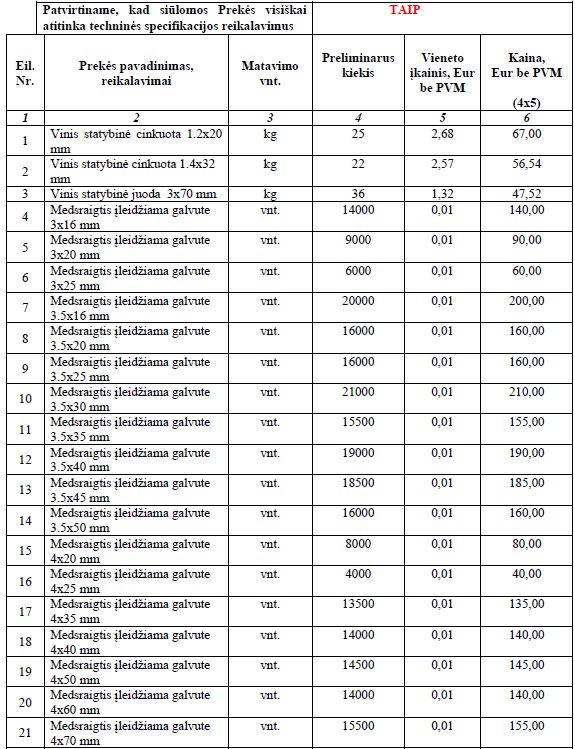 Patvirtiname, kad siūlomos Prekės visiškai TAIP
atitinka techninės specifikacijos reikalavimus
Eil. Nr. Prekės pavadinimas, reikalavimai Matavimo vnt. Preliminarus kiekis Vieneto įkainis, Eur be PVM Kaina, Eur be PVM (4x5)
1 2 3 4 5 6
1 Vinis statybinė cinkuota 1.2x20 kg 25 2,68 67,00
mm
2 Vinis statybinė cinkuota 1.4x32 kg 22 2,57 56,54
mm
3 Vinis statybinė juoda 3x70 mm kg 36 1,32 47,52
4 Medsraigtis įleidžiama galvute vnt. 14000 0,01 140,00
3x16 mm
5 Medsraigtis įleidžiama galvute vnt. 9000 0,01 90,00
3x20 mm
6 Medsraigtis įleidžiama galvute vnt. 6000 0,01 60,00
3x25 mm
7 Medsraigtis įleidžiama galvute vnt. 20000 0,01 200,00
3.5x16 mm
8 Medsraigtis įleidžiama galvute vnt. 16000 0,01 160,00
3.5x20 mm
9 Medsraigtis įleidžiama galvute vnt. 16000 0,01 160,00
3.5x25 mm
10 Medsraigtis įleidžiama galvute vnt. 21000 0,01 210,00
3.5x30 mm
11 Medsraigtis įleidžiama galvute vnt. 15500 0,01 155,00
3.5x35 mm
12 Medsraigtis įleidžiama galvute vnt. 19000 0,01 190,00
3.5x40 mm
13 Medsraigtis įleidžiama galvute vnt. 18500 0,01 185,00
3.5x45 mm
14 Medsraigtis įleidžiama galvute vnt. 16000 0,01 160,00
3.5x50 mm
15 Medsraigtis įleidžiama galvute vnt. 8000 0,01 80,00
4x20 mm
16 Medsraigtis įleidžiama galvute vnt. 4000 0,01 40,00
4x25 mm
17 Medsraigtis įleidžiama galvute vnt. 13500 0,01 135,00
4x35 mm
18 Medsraigtis įleidžiama galvute vnt. 14000 0,01 140,00
4x40 mm
19 Medsraigtis įleidžiama galvute vnt. 14500 0,01 145,00
4x50 mm
20 Medsraigtis įleidžiama galvute vnt. 14000 0,01 140,00
4x60 mm
21 Medsraigtis įleidžiama galvute vnt. 15500 0,01 155,00
4x70 mm